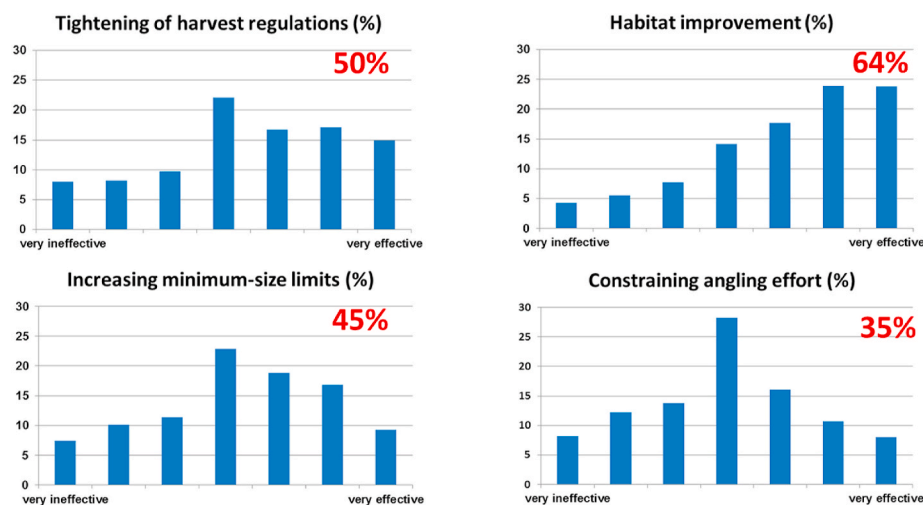 Tightening of harvest regulations (%)
30
25
20
15
10
5
0
50%
very ineffective
very effective
Habitat improvement (%)
30
25
20
15
10
5
0
64%
very ineffective
very effective
Increasing minimum-size limits (%)
30
25
20
15
10
5
0
45%
very ineffective
very effective
Constraining angling effort (%)
30
25
20
15
10
5
0
35%
very ineffective
very effective